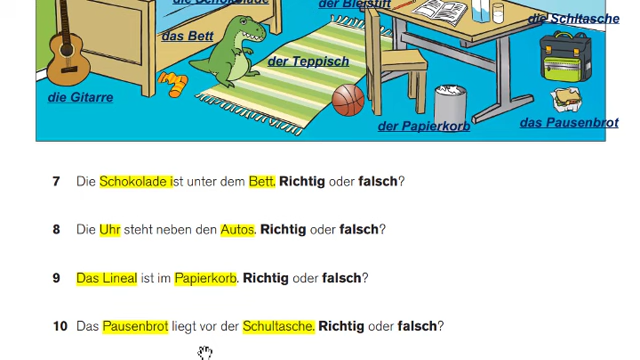 die Schokolade
der Bleistift
die Schltasche
das Bett
der Teppisch
die Gitarre
der Papierkorb
das Pausenbrot
7 Die Schokolade ist unter dem Bett. Richtig oder falsch?
8 Die Uhr steht neben den Autos. Richtig oder falsch?
9 Das Lineal ist im Papierkorb. Richtig oder falsch?
10 Das Pausenbrot liegt vor der Schultasche. Richtig oder falsch?